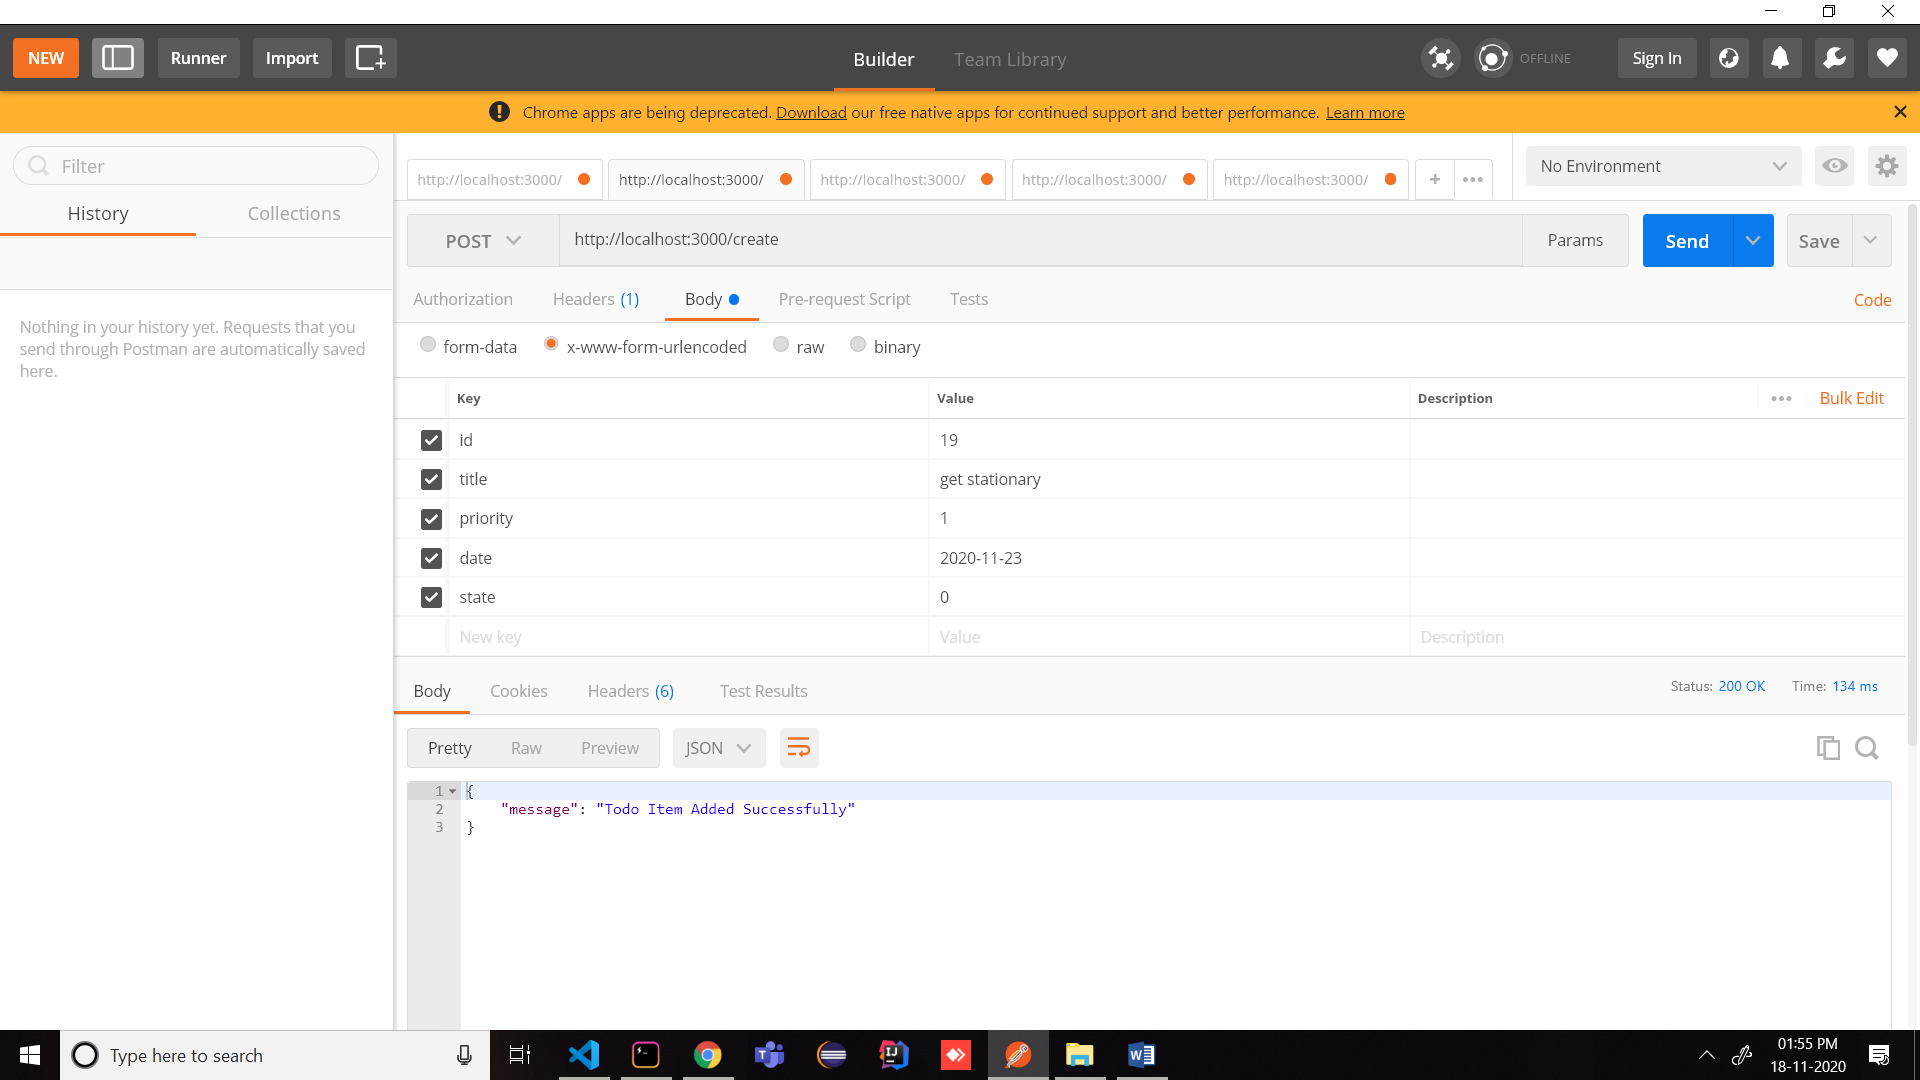 NEW Runner Import Builder Team Library OFFLINE Sign In
Chrome apps are being deprecated. Download our free native apps for continued support and better performance. Learn more
Filter
History Collections
Nothing in your history yet. Requests that you
send through Postman are automatically saved
here.
http://localhost:3000/ http://localhost:3000/ http://localhost:3000/ http://localhost:3000/ http://localhost:3000/ + ••• No Environment
POST http://localhost:3000/create Params Send Save
Authorization Headers (1) Body Pre-request Script Tests Code
form-data x-www-form-urlencoded raw binary
Key Value Description ••• Bulk Edit
id 19
title get stationary
priority 1
date 2020-11-23
state 0
New key Value Description
Body Cookies Headers (6) Test Results Status: 200 OK Time: 134 ms
Pretty Raw Preview JSON
1 {
2 "message": "Todo Item Added Successfully"
3 }
Type here to search
01:55 PM
18-11-2020